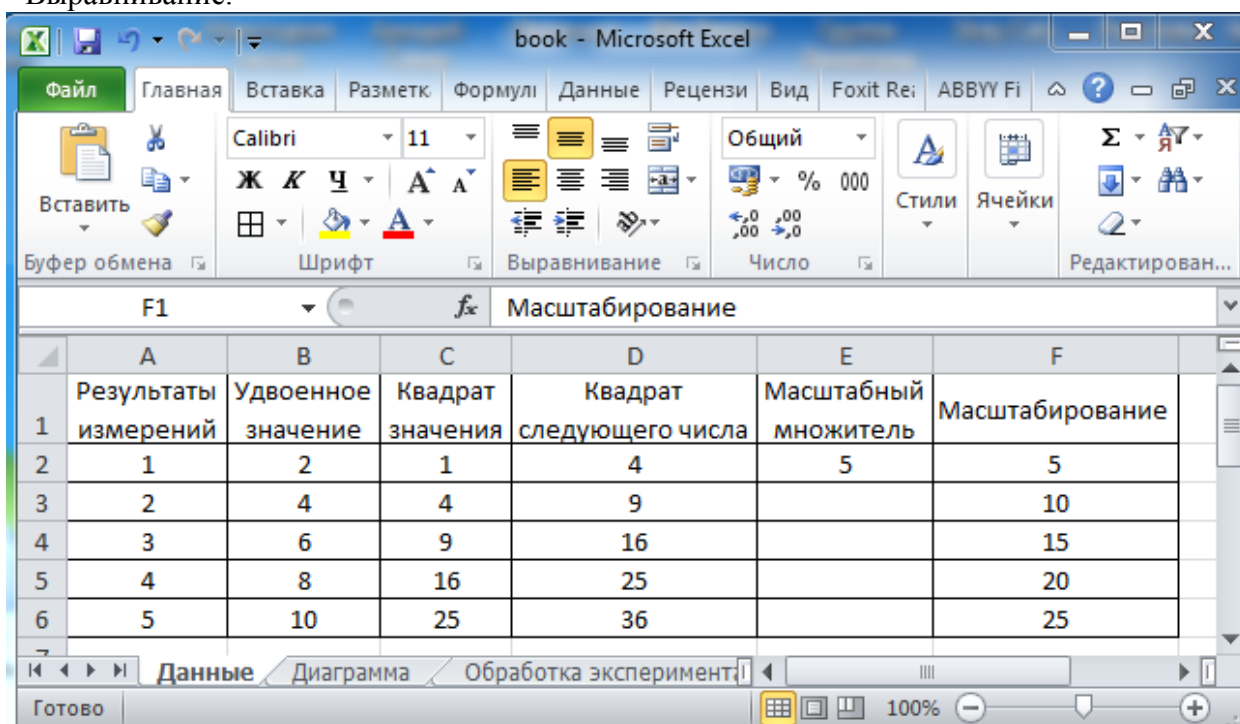 Выравнивание.
book - Microsoft Excel
Файл Главная Вставка Разметк Формулі Данные Рецензи Вид Foxit Rea ABBYY Fi
Calibri 11 Общий
Вставить Ж К Ч А А % 000 Стили Ячейки Σ А Я
Буфер обмена Шрифт Выравнивание Число Редактирован...
F1 fx Масштабирование
A B C D E F
Результаты Удвоенное Квадрат Квадрат Масштабный Масштабирование
1 измерений значение значения следующего числа множитель
2 1 2 1 4 5 5
3 2 4 4 9 10
4 3 6 9 16 15
5 4 8 16 25 20
6 5 10 25 36 25
Данные Диаграмма Обработка эксперимента
Готово 100%